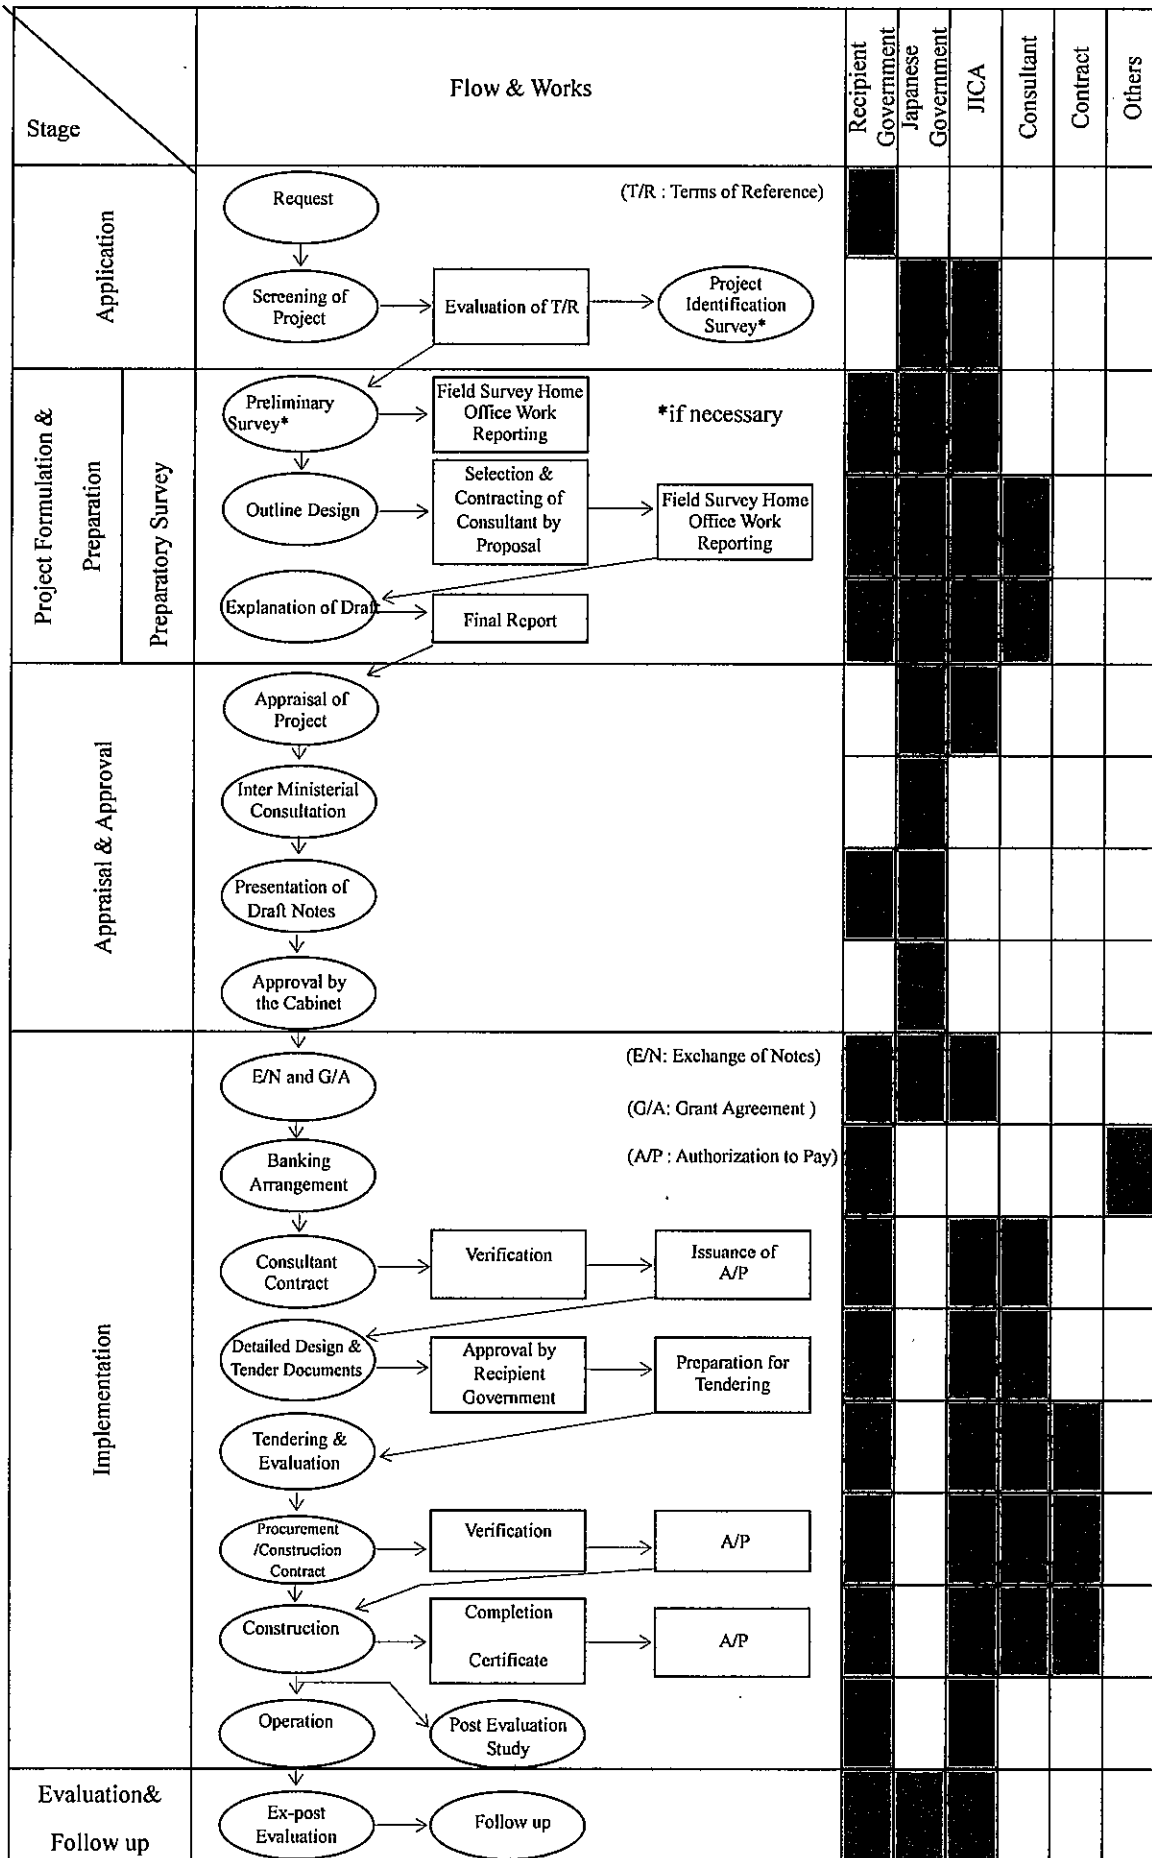 Stage
Flow & Works
Recipient
Government
Japanese
Government
JICA
Consultant
Contract
Others
Application
Request
(T/R : Terms of Reference)
Screening of
Project
Evaluation of T/R
Project
Identification
Survey*
Project Formulation &
Preparation
Preparatory Survey
Preliminary
Survey*
Field Survey Home
Office Work
Reporting
*if necessary
Outline Design
Selection &
Contracting of
Consultant by
Proposal
Field Survey Home
Office Work
Reporting
Explanation of Draft
Final Report
Appraisal & Approval
Appraisal of
Project
Inter Ministerial
Consultation
Presentation of
Draft Notes
Approval by
the Cabinet
Implementation
E/N and G/A
(E/N: Exchange of Notes)
(G/A: Grant Agreement )
Banking
Arrangement
(A/P : Authorization to Pay)
Consultant
Contract
Verification
Issuance of
A/P
Detailed Design &
Tender Documents
Approval by
Recipient
Government
Preparation for
Tendering
Tendering &
Evaluation
Procurement
/Construction
Contract
Verification
A/P
Construction
Completion
Certificate
A/P
Operation
Post Evaluation
Study
Evaluation&
Follow up
Ex-post
Evaluation
Follow up